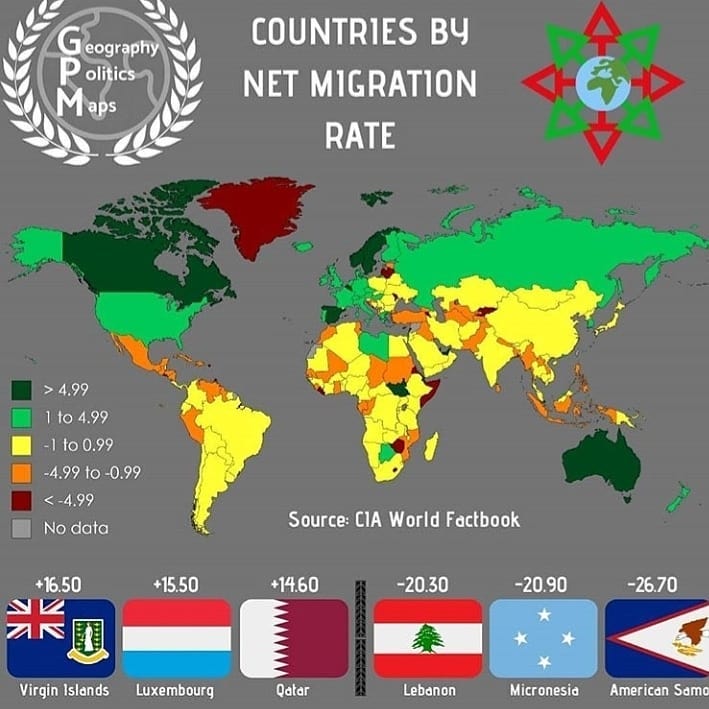 Geography
Politics
Maps
COUNTRIES BY
NET MIGRATION
RATE
> 4.99
1 to 4.99
-1 to 0.99
-4.99 to -0.99
< -4.99
No data
Source: CIA World Factbook
+16.50 +15.50 +14.60 -20.30 -20.90 -26.70
Virgin Islands Luxembourg Qatar Lebanon Micronesia American Samo